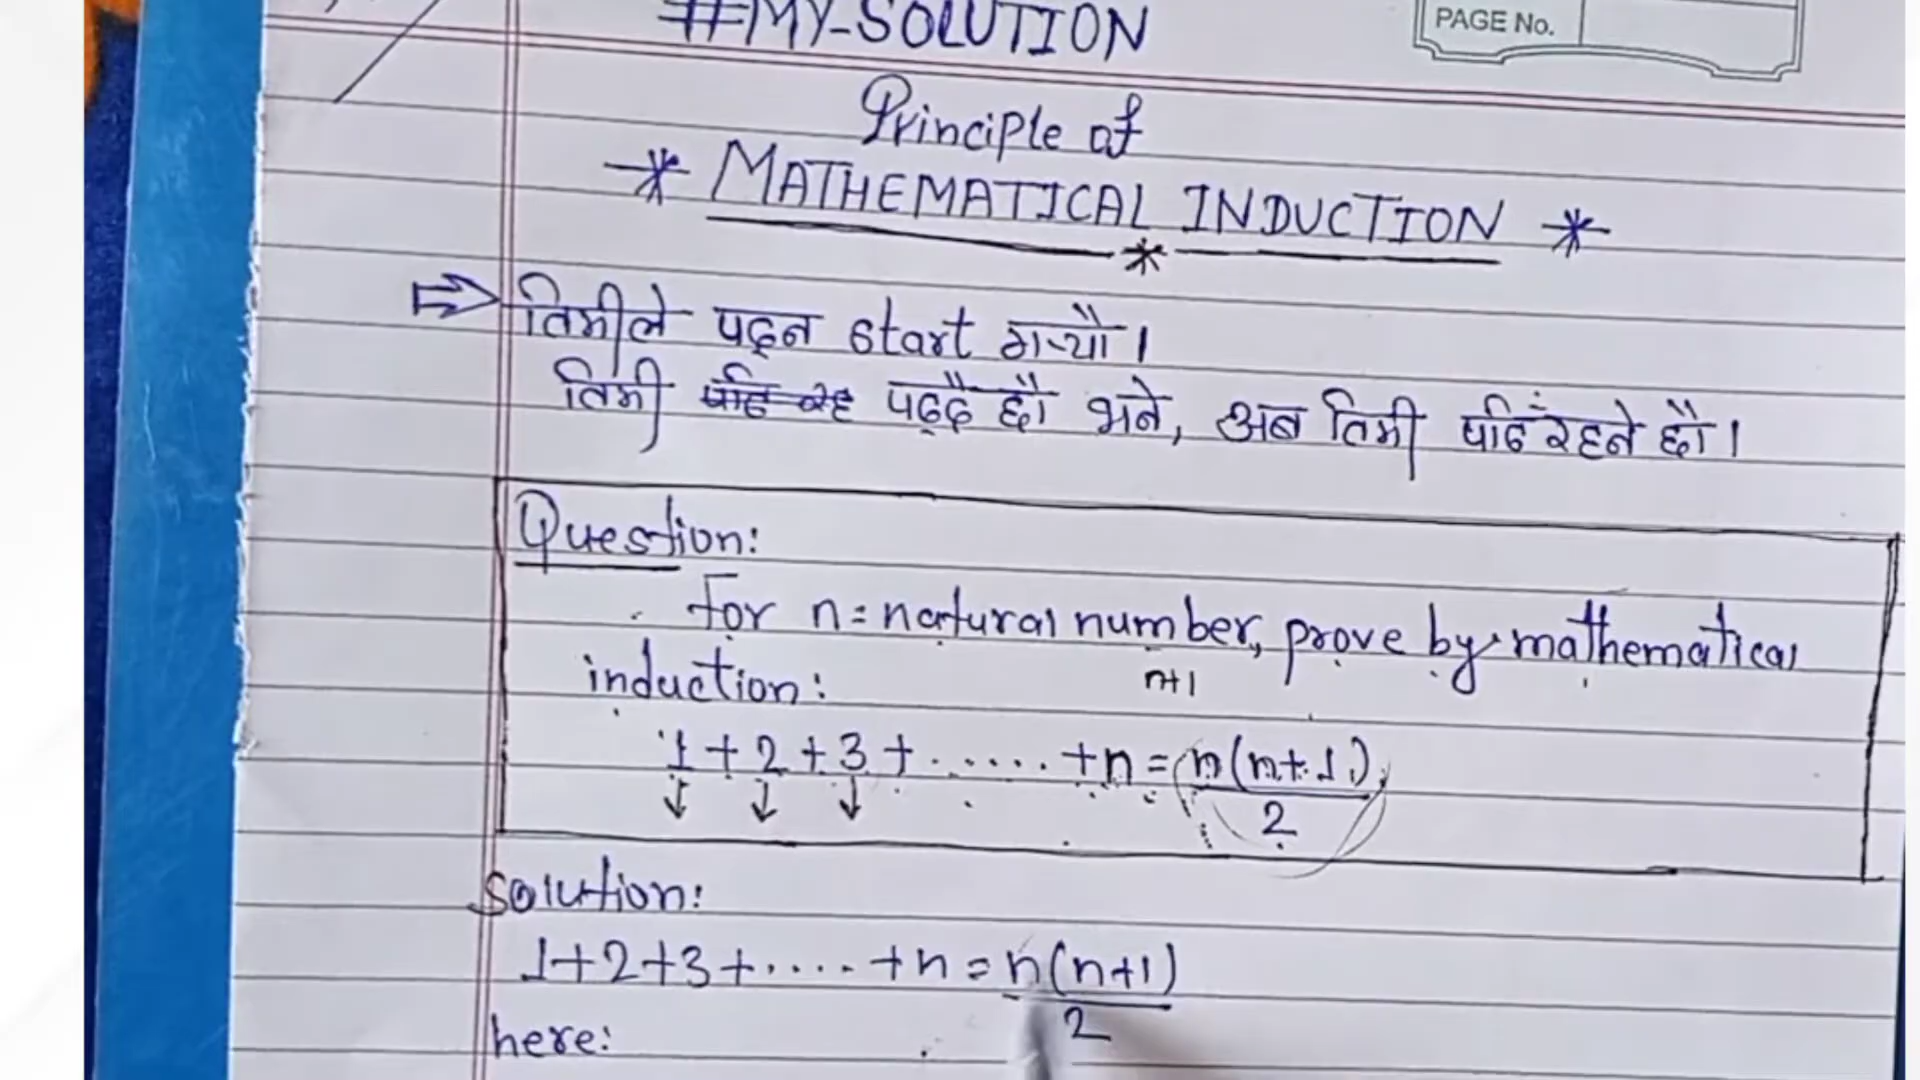 #MY-SOLUTION
PAGE No.
Principle of
* MATHEMATICAL INDUCTION *
*
⇒ तिमीले पढ्न start गर्‍यौ।
तिमी पढ्दै छौ भने, अब तिमी पढि रहने छौ।
Question:
For n = natural number, prove by mathematical
induction:
n+1
1 + 2 + 3 + ...... + n = n(n+1)
2
Solution:
1+2+3+..... +n = n(n+1)
2
here: